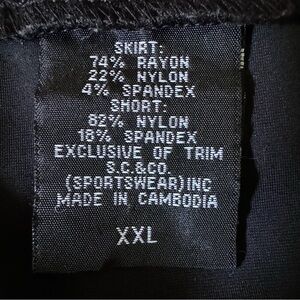 SKIRT:
74% RAYON
22% NYLON
4% SPANDEX
SHORT:
82% NYLON
18% SPANDEX
EXCLUSIVE OF TRIM
S.C.&CO.
(SPORTSWEAR)INC
MADE IN CAMBODIA
XXL